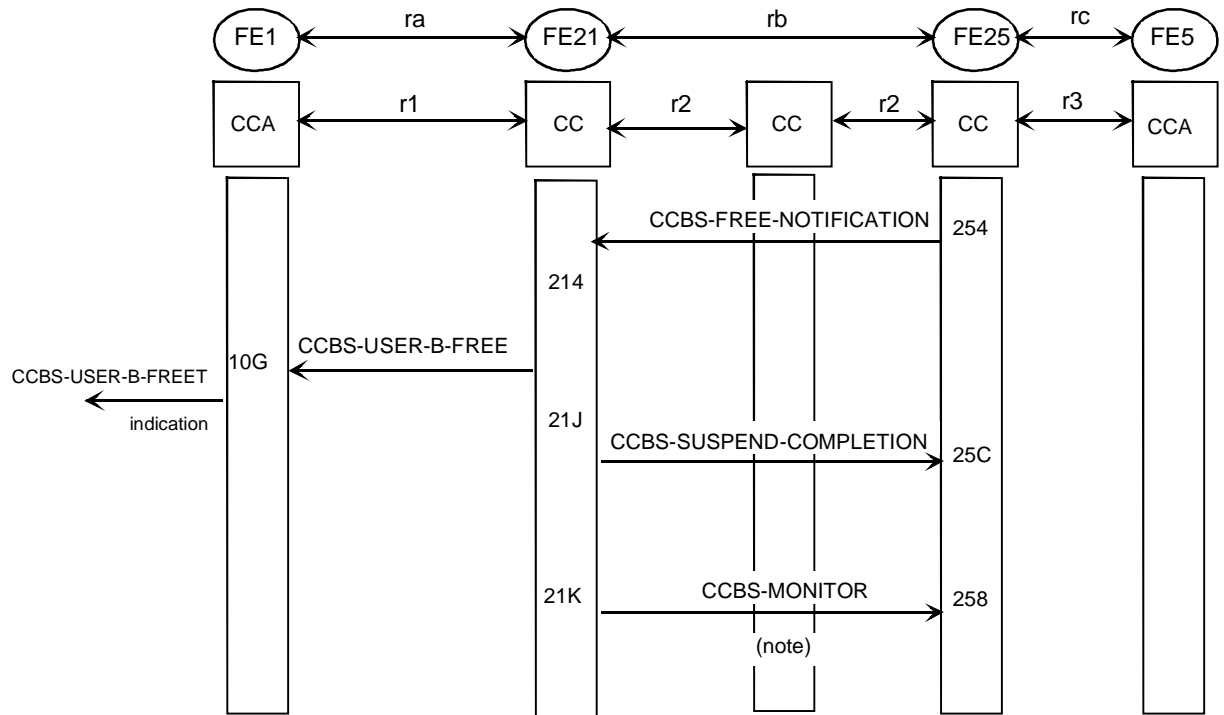 ra
rb
rc
FE1
FE21
FE25
FE5
r1
r2
r2
r3
CCA
CC
CC
CC
CCA
CCBS-FREE-NOTIFICATION
254
214
CCBS-USER-B-FREE
10G
CCBS-USER-B-FREET
indication
21J
CCBS-SUSPEND-COMPLETION
25C
21K
CCBS-MONITOR
258
(note)